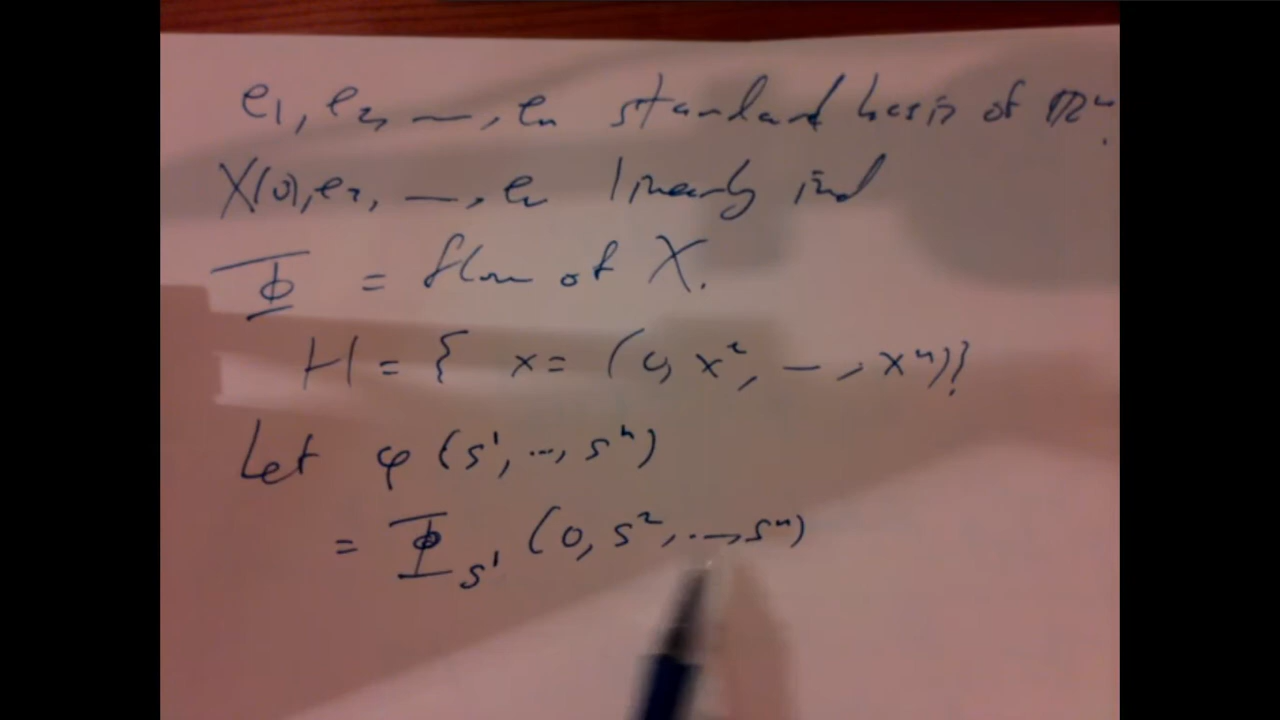 e₁, e₂, —, eₙ standard basis of ℝⁿ.
X(0), e₂, —, eₙ linearly ind
Φ = flow of X.
H = { x = (0, x², —, xⁿ)}
Let φ (s¹, .., sⁿ)
= Φ_s¹ (0, s², .—, sⁿ)